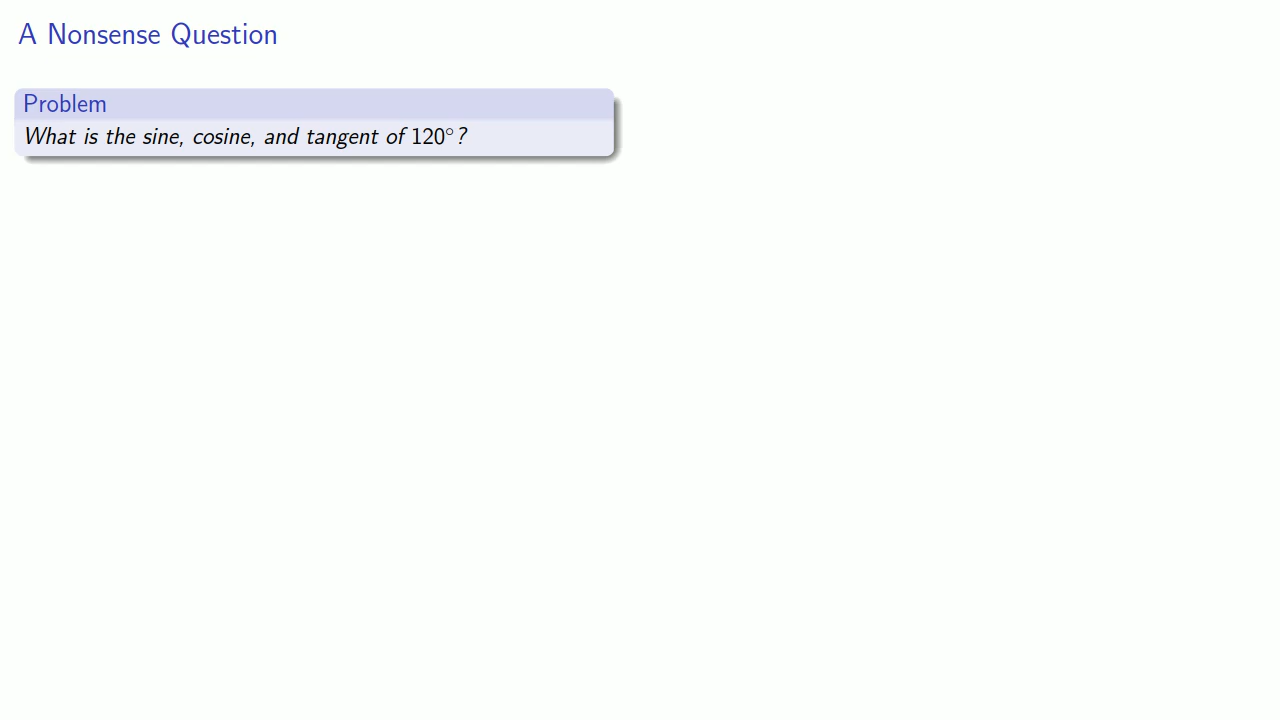 A Nonsense Question
Problem
What is the sine, cosine, and tangent of 120°?